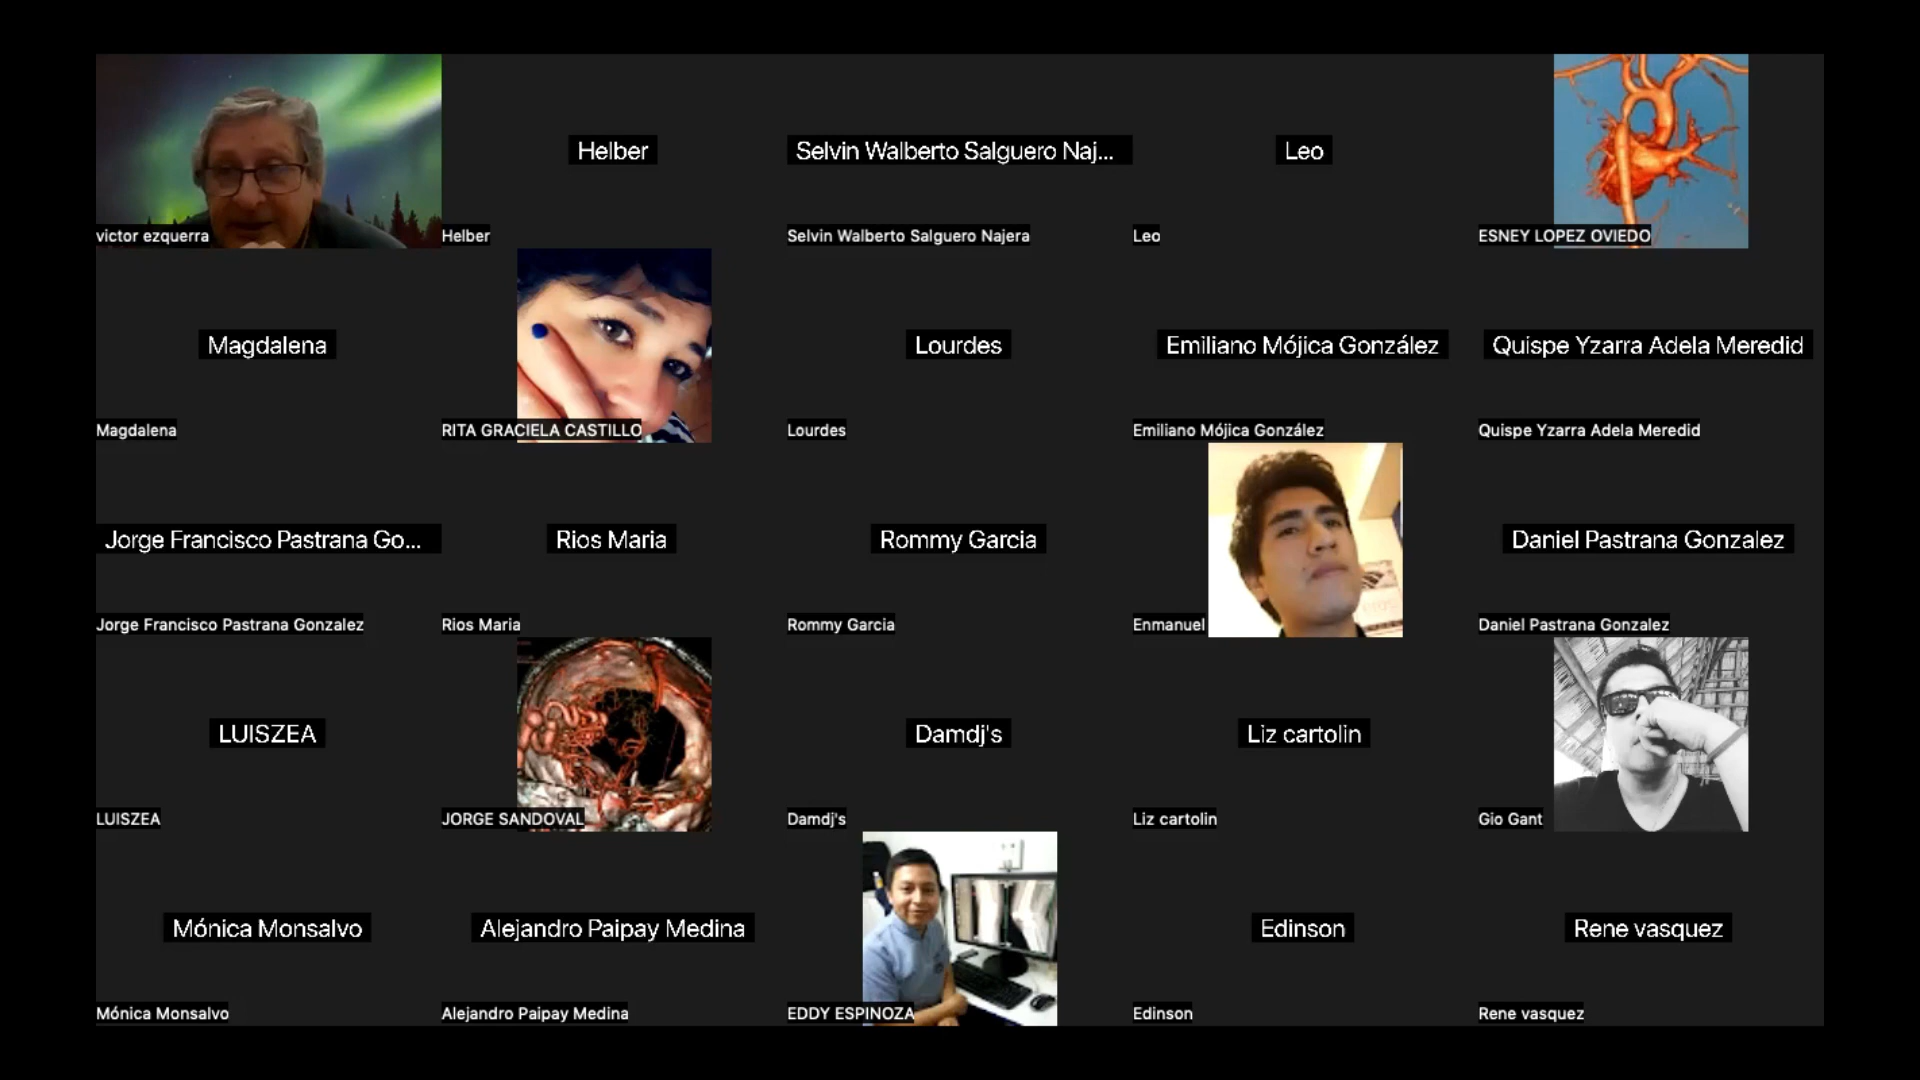 Helber
Selvin Walberto Salguero Naj...
Leo
victor ezquerra
Helber
Selvin Walberto Salguero Najera
Leo
ESNEY LOPEZ OVIEDO
Magdalena
Lourdes
Emiliano Mójica González
Quispe Yzarra Adela Meredid
Magdalena
RITA GRACIELA CASTILLO
Lourdes
Emiliano Mójica González
Quispe Yzarra Adela Meredid
Jorge Francisco Pastrana Go...
Rios Maria
Rommy Garcia
Daniel Pastrana Gonzalez
Jorge Francisco Pastrana Gonzalez
Rios Maria
Rommy Garcia
Enmanuel
Daniel Pastrana Gonzalez
LUISZEA
Damdj's
Liz cartolin
LUISZEA
JORGE SANDOVAL
Damdj's
Liz cartolin
Gio Gant
Mónica Monsalvo
Alejandro Paipay Medina
Edinson
Rene vasquez
Mónica Monsalvo
Alejandro Paipay Medina
EDDY ESPINOZA
Edinson
Rene vasquez